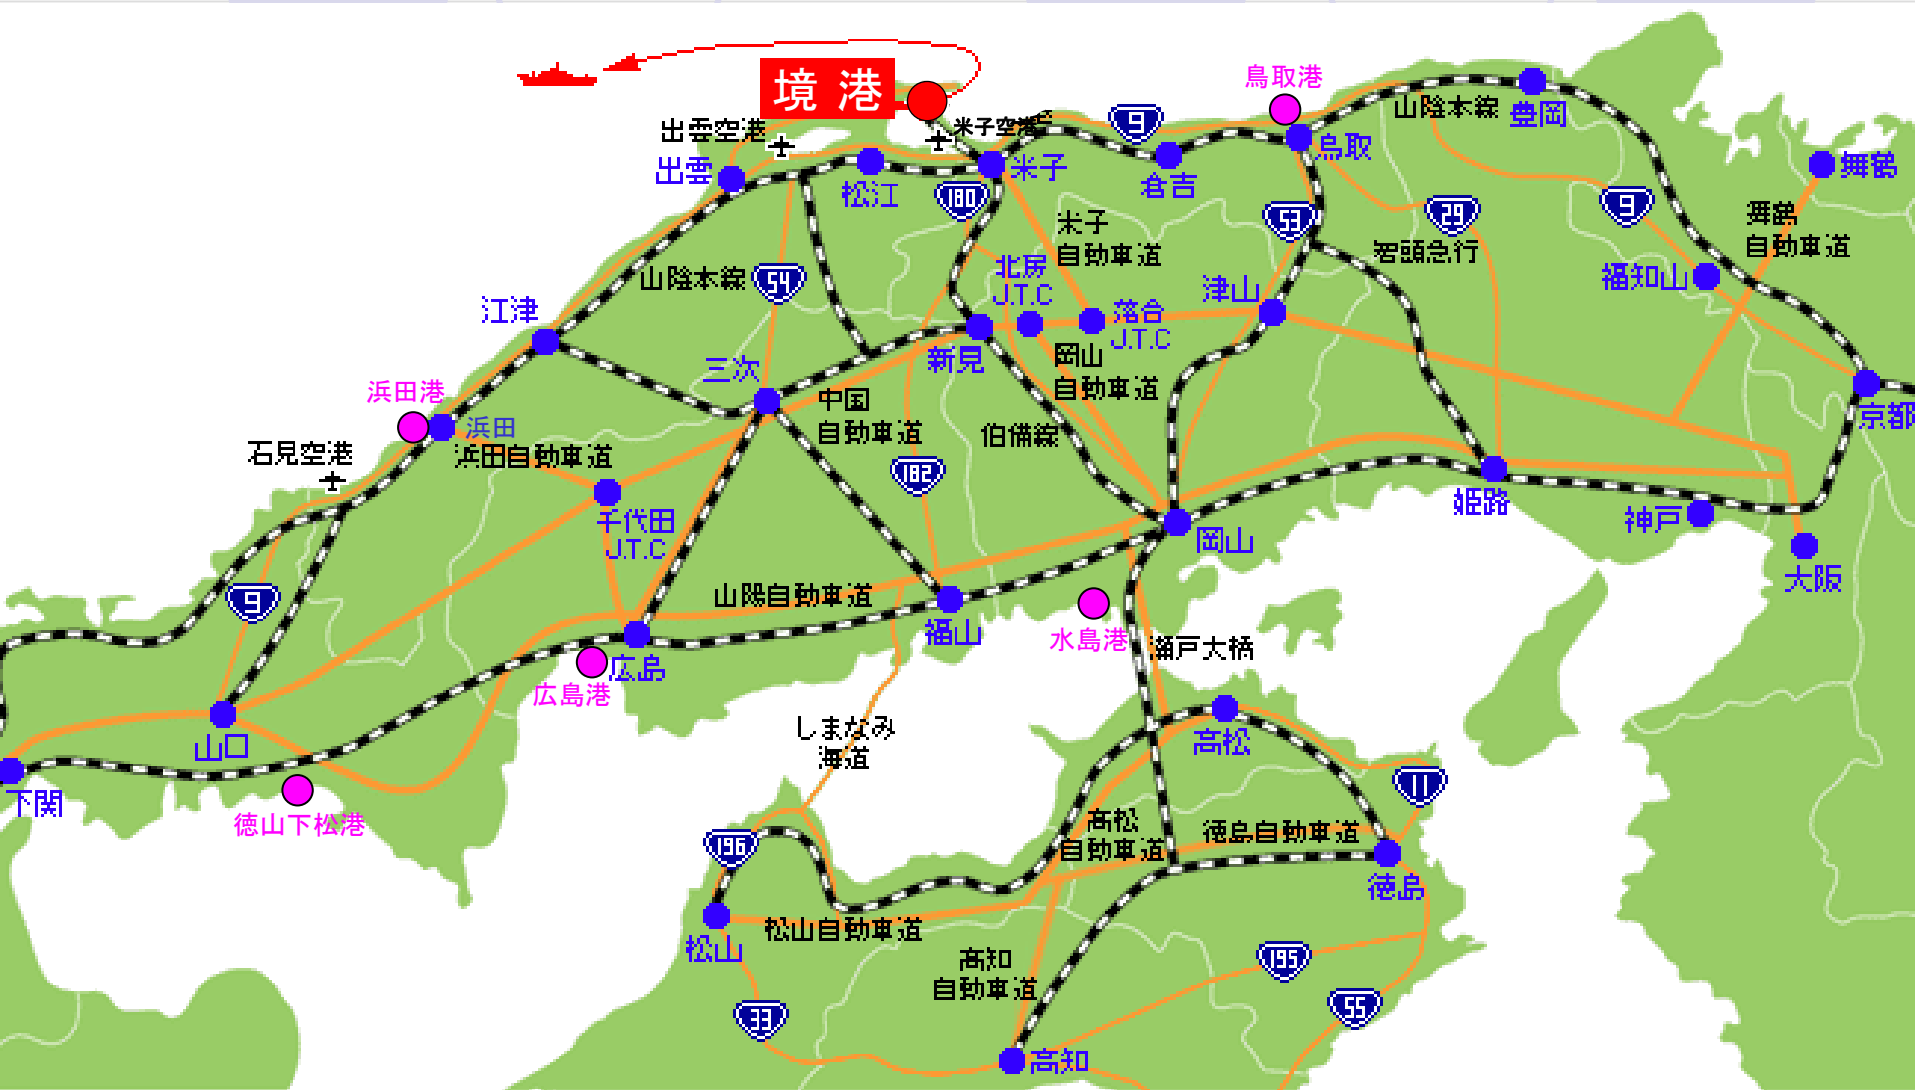 境 港
鳥取港
山陰本線
豊岡
9
出雲空港
米子空港
鳥取
舞鶴
出雲
松江
米子
倉吉
180
53
29
9
米子
自動車道
舞鶴
自動車道
智頭急行
山陰本線
54
北房
J.T.C
津山
福知山
江津
落合
J.T.C
三次
新見
岡山
自動車道
浜田港
中国
自動車道
京都
浜田
石見空港
浜田自動車道
伯備線
182
姫路
千代田
J.T.C
神戸
岡山
大阪
9
山陽自動車道
福山
水島港
瀬戸大橋
広島
広島港
しまなみ
海道
高松
山口
下関
11
徳山下松港
高松
自動車道
徳島自動車道
196
徳島
松山自動車道
松山
高知
自動車道
195
33
55
高知